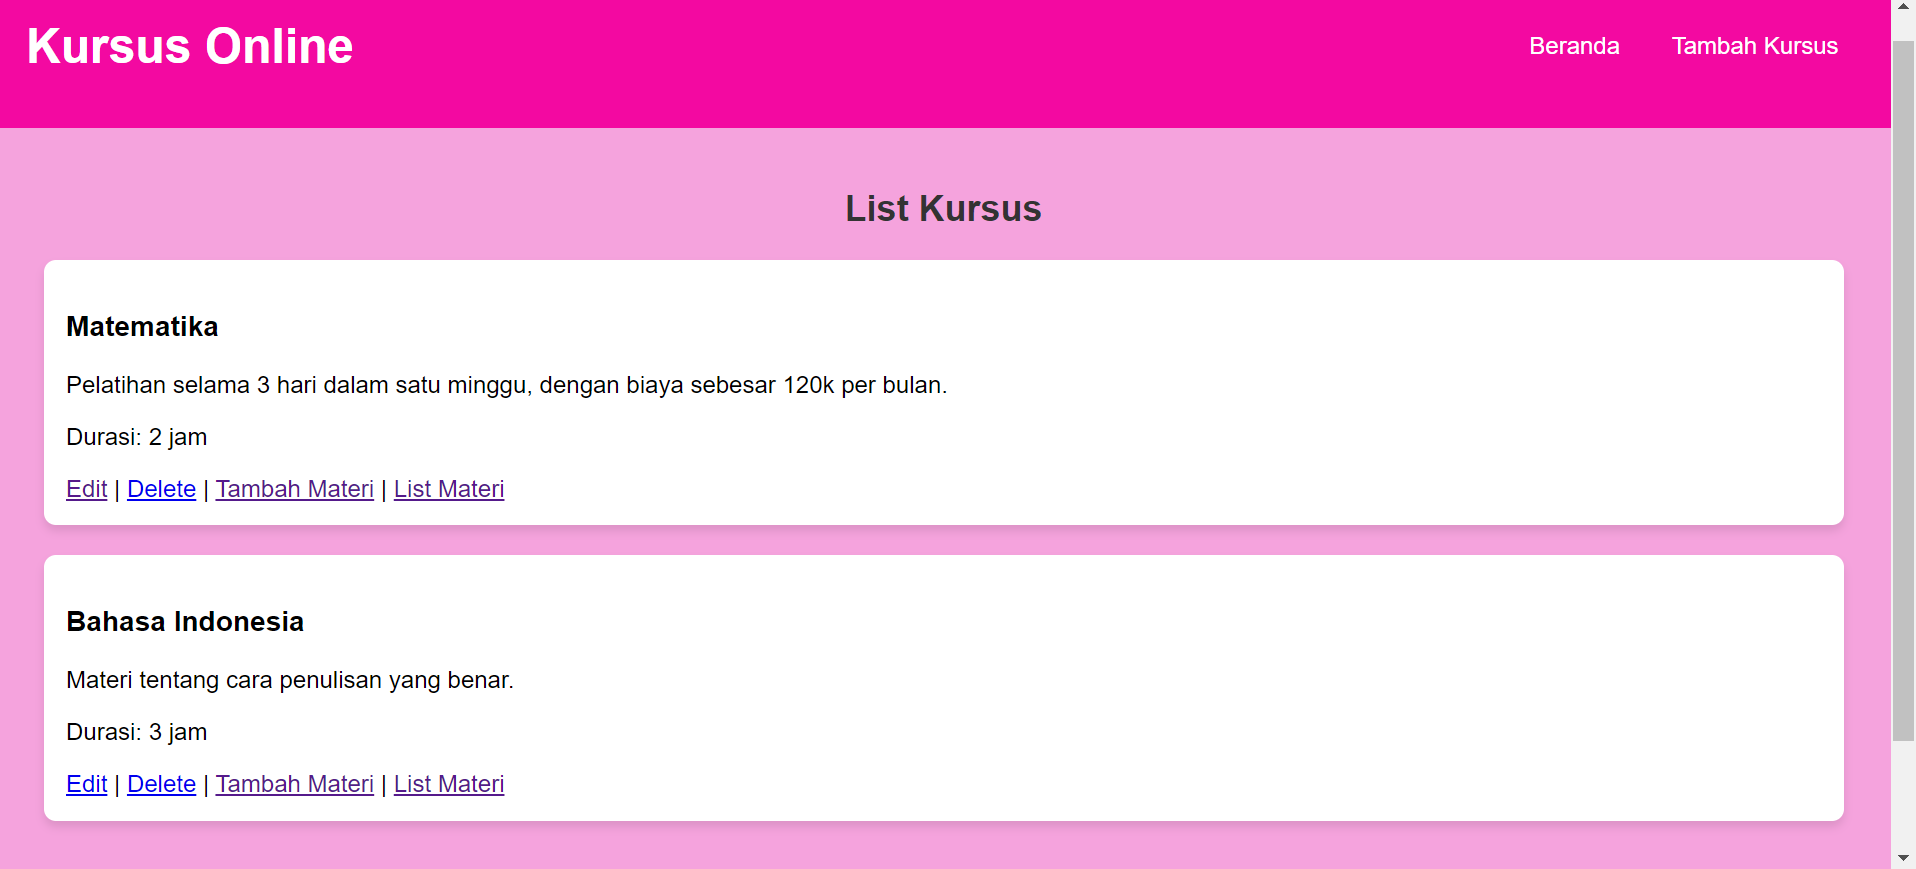 Kursus Online
Beranda Tambah Kursus
List Kursus
Matematika
Pelatihan selama 3 hari dalam satu minggu, dengan biaya sebesar 120k per bulan.
Durasi: 2 jam
Edit | Delete | Tambah Materi | List Materi
Bahasa Indonesia
Materi tentang cara penulisan yang benar.
Durasi: 3 jam
Edit | Delete | Tambah Materi | List Materi